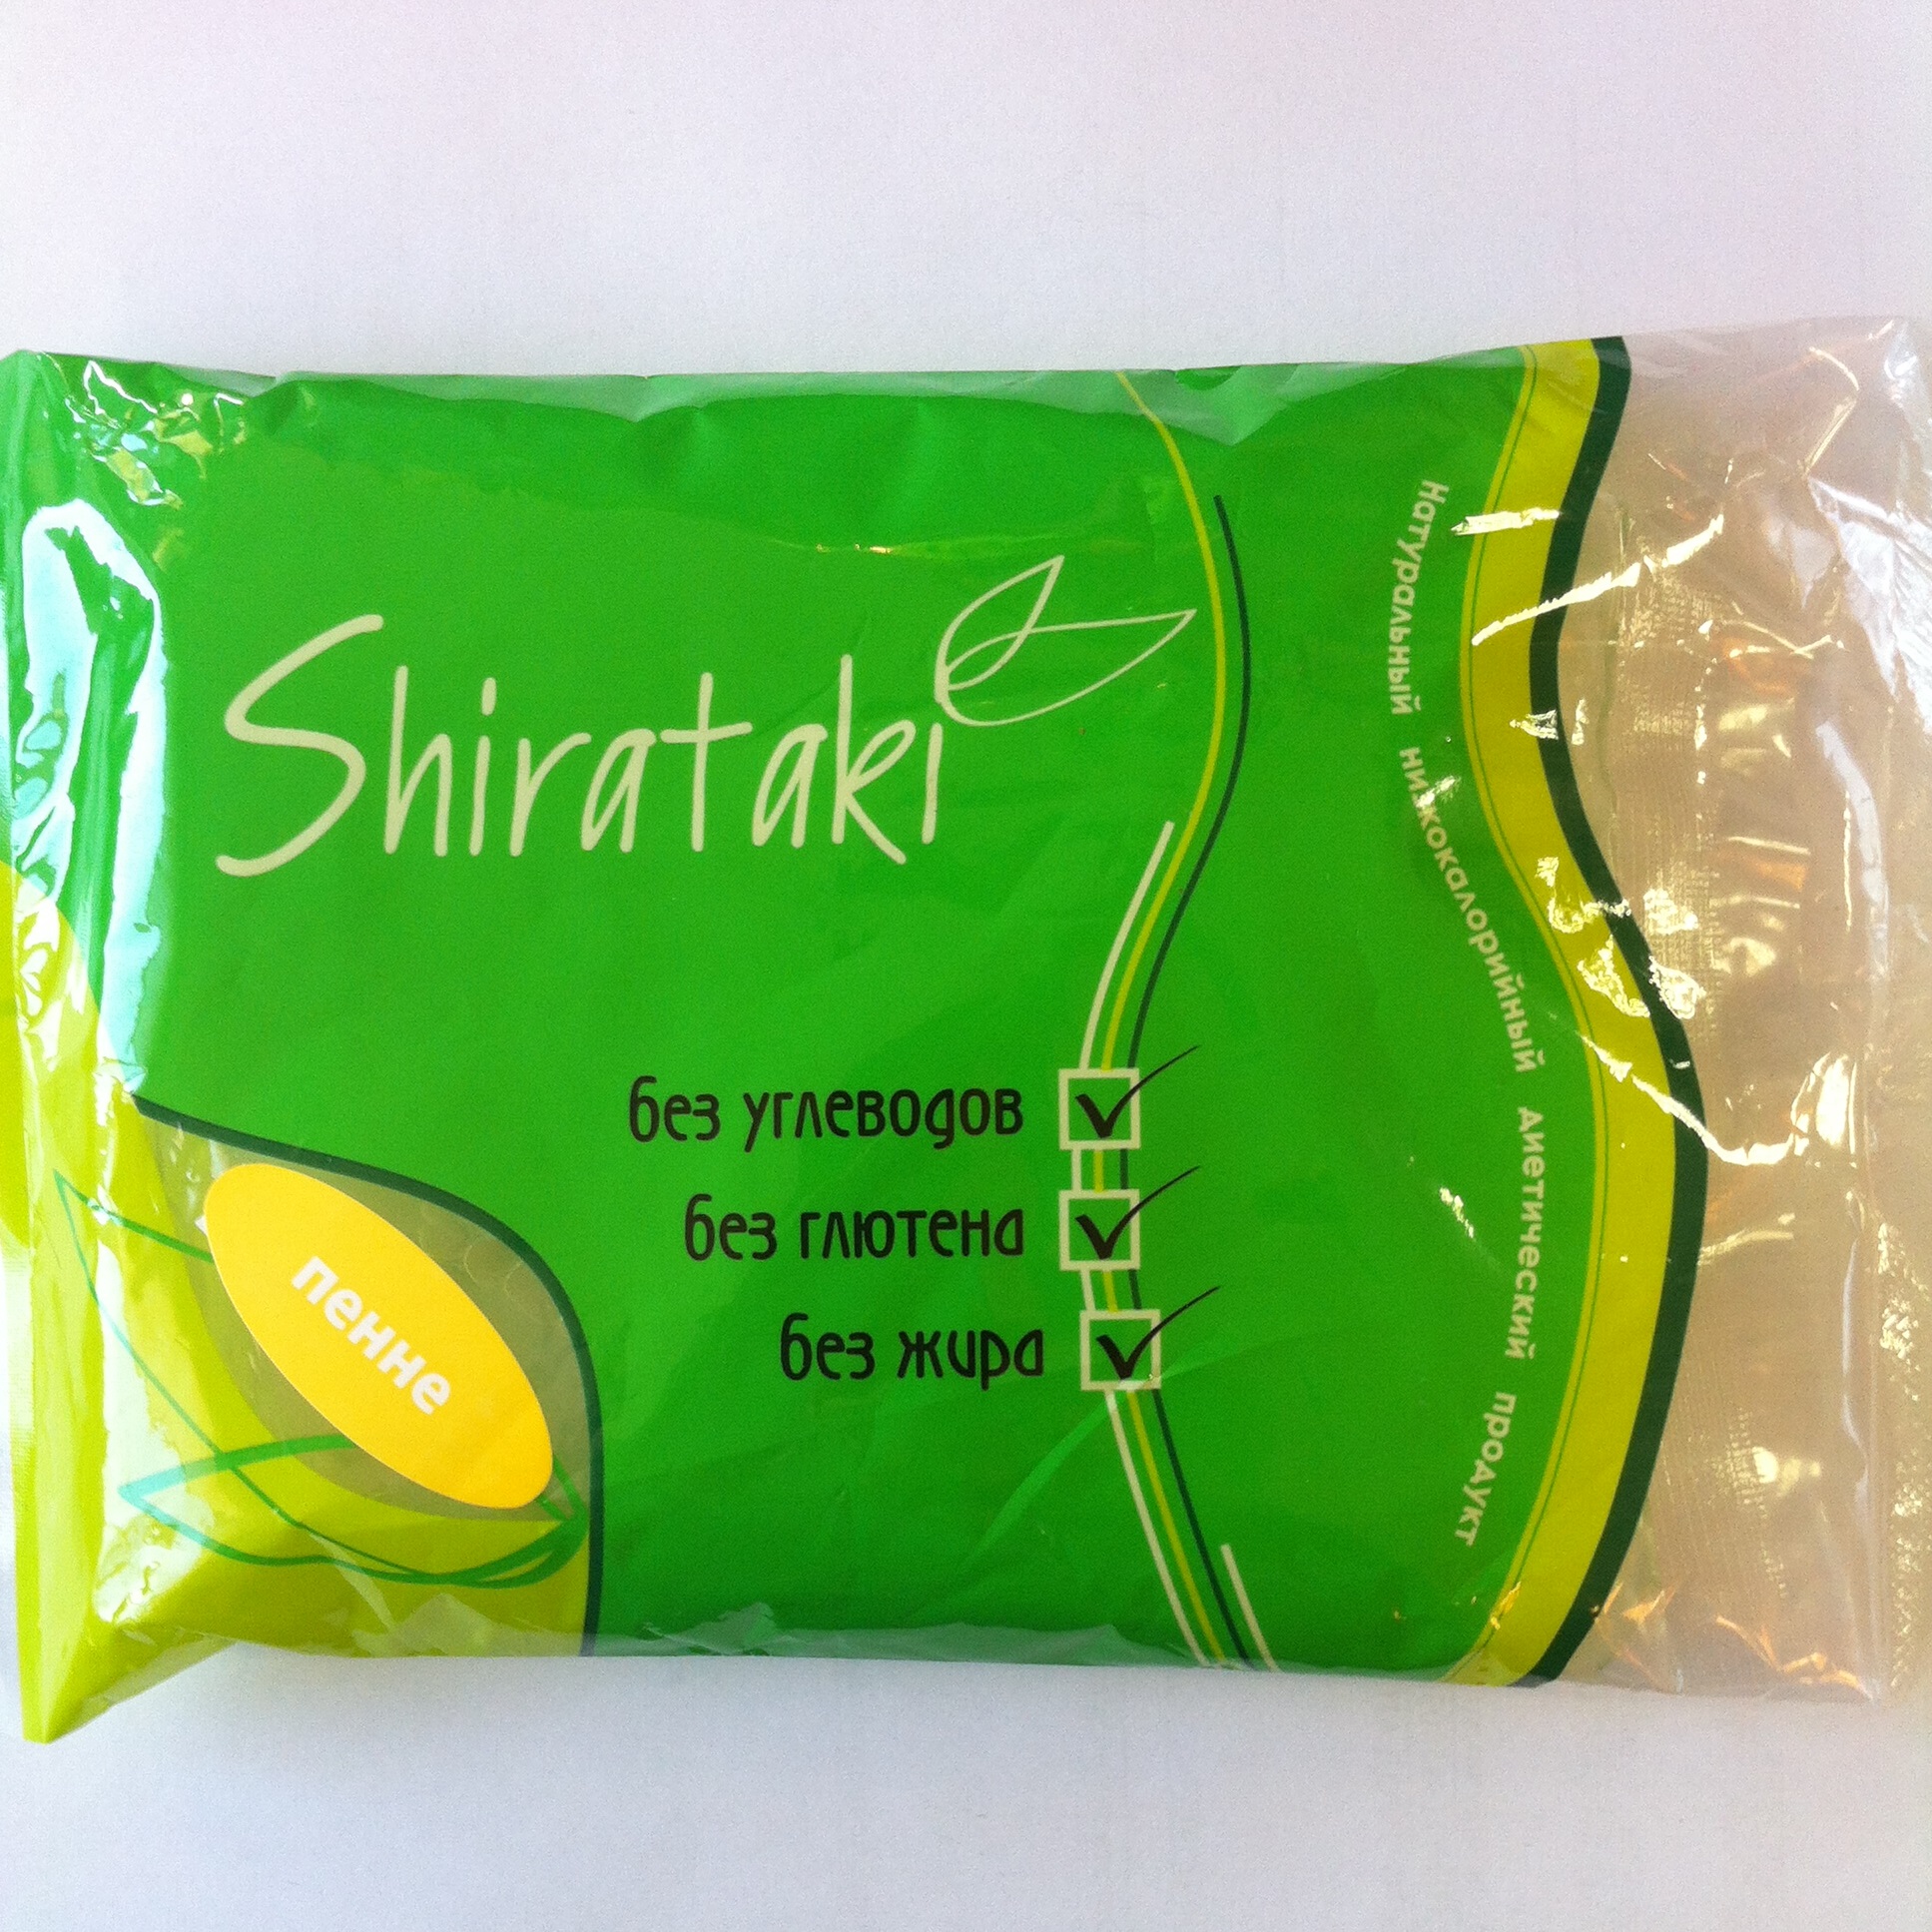 Shirataki
без углеводов
без глютена
без жира
пенне
Натуральный низкокалорийный диетический продукт